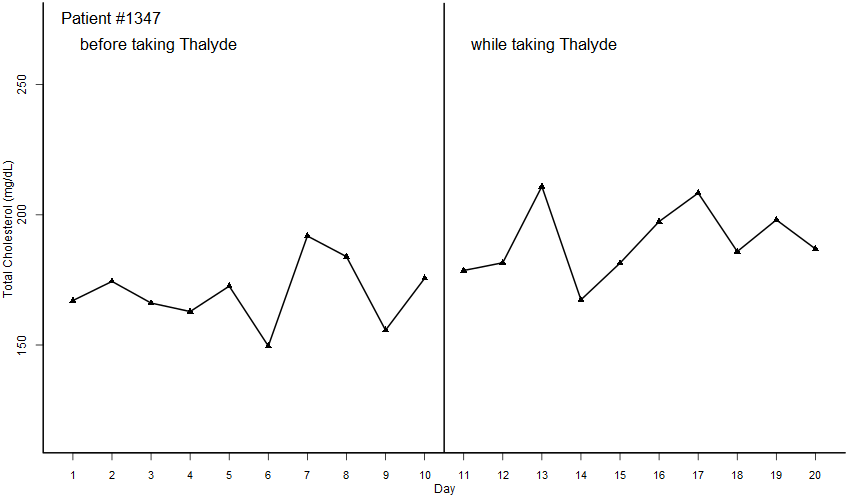 Patient #1347
before taking Thalyde
while taking Thalyde
Total Cholesterol (mg/dL)
250
200
150
1 2 3 4 5 6 7 8 9 10 11 12 13 14 15 16 17 18 19 20
Day